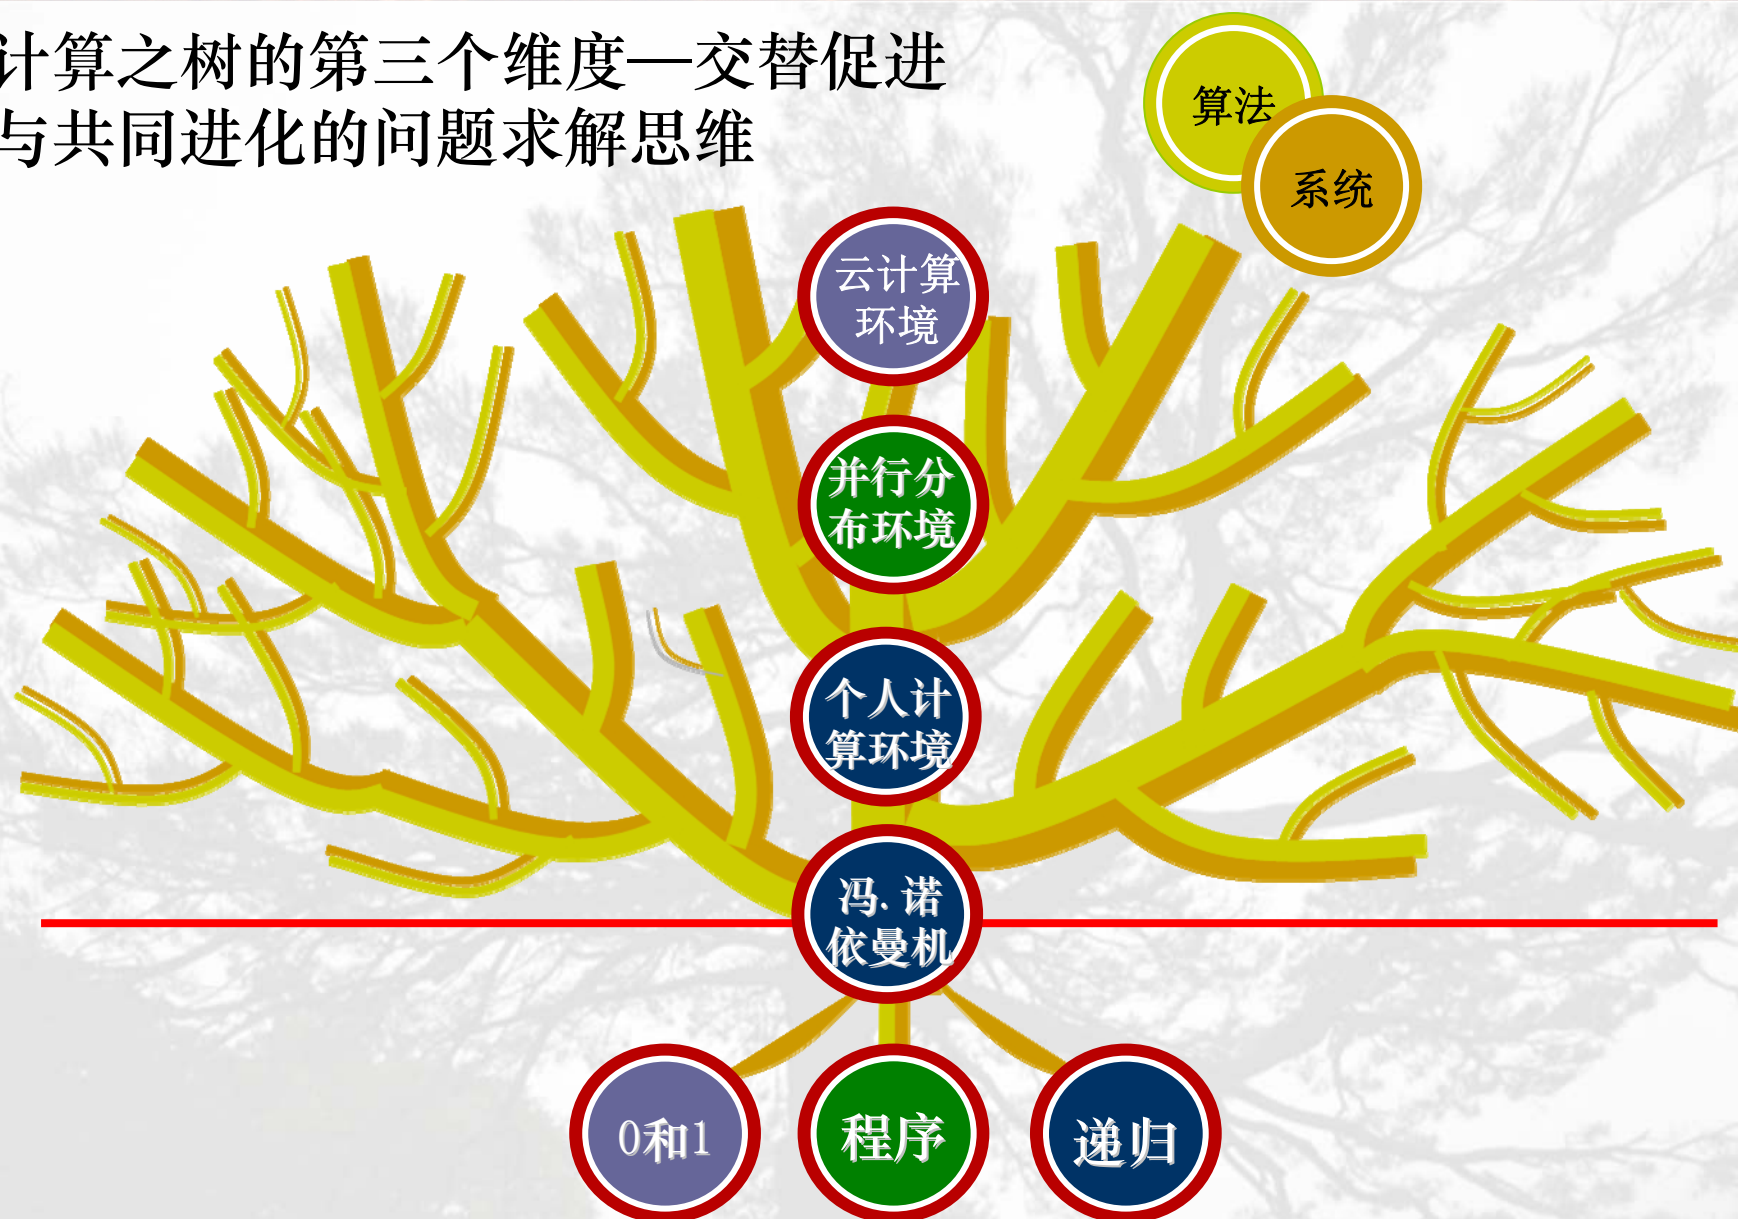 计算之树的第三个维度—交替促进
与共同进化的问题求解思维
算法
系统
云计算
环境
并行分
布环境
个人计
算环境
冯.诺
依曼机
0和1
程序
递归